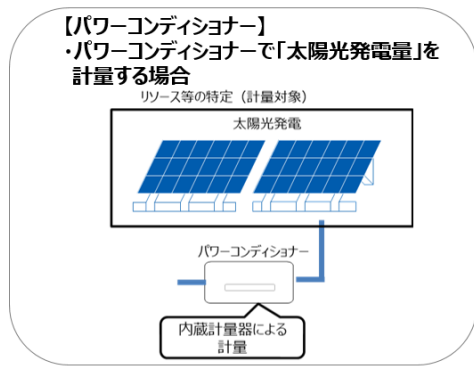 【パワーコンディショナー】
・パワーコンディショナーで「太陽光発電量」を
計量する場合
リソース等の特定（計量対象）
太陽光発電
パワーコンディショナー
内蔵計量器による
計量